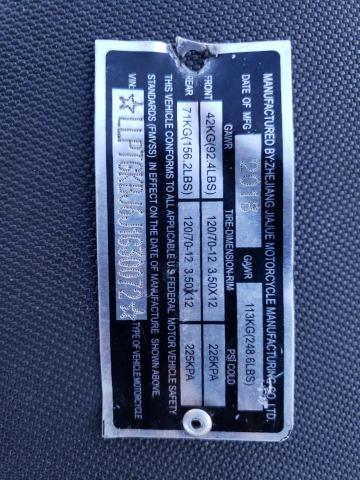 MANUFACTURED BY:ZHEJIANG JIAJUE MOTORCYCLE MANUFACTURING CO.,LTD.
DATE OF MFG 2018 GAWR 113KG(248.6LBS)
GAWR TIRE-DIMENSION-RIM PSI COLD
FRONT 42KG(92.4LBS) 120/70-12 3.50X12 225KPA
REAR 71KG(156.2LBS) 120/70-12 3.50X12 225KPA
THIS VEHICLE CONFORMS TO ALL APPLICABLE U.S.FEDERAL MOTOR VEHICLE SAFETY
STANDARDS (FMVSS) IN EFFECT ON THE DATE OF MANUFACTURE SHOWN ABOVE.
VIN: TYPE OF VEHICLE:MOTORCYCLE